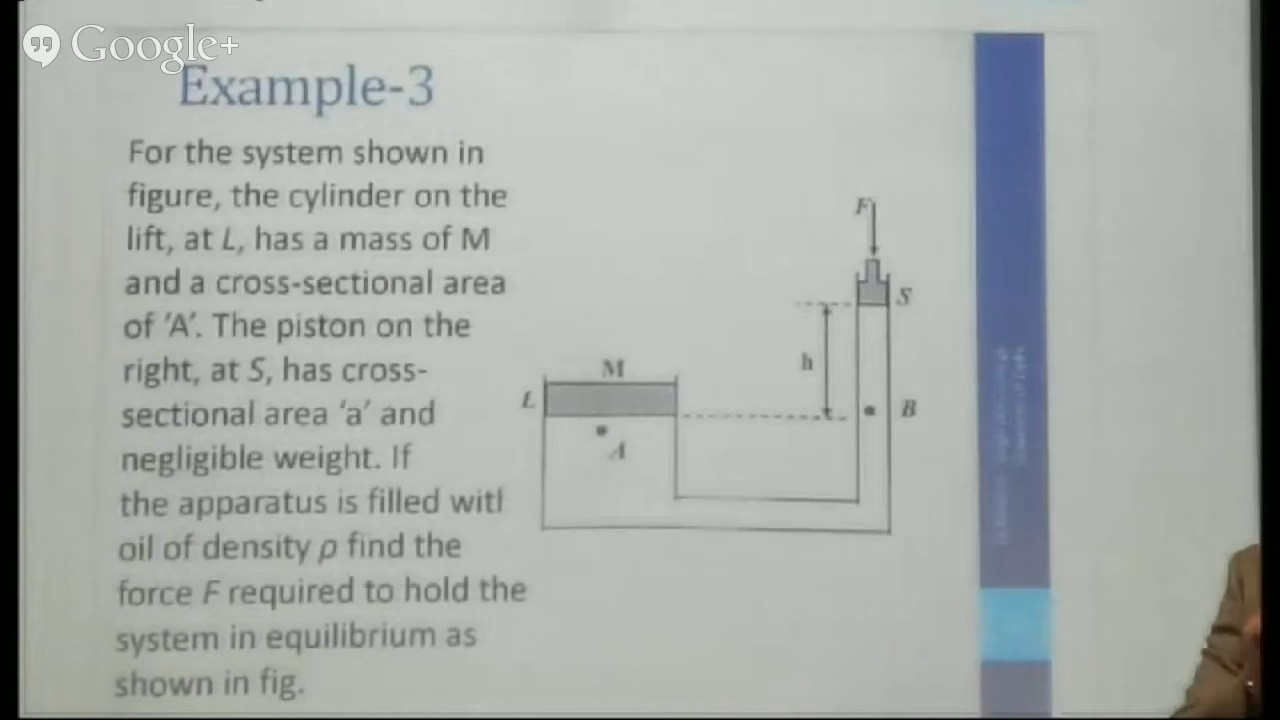 Google+
Example-3
For the system shown in
figure, the cylinder on the
lift, at L, has a mass of M
and a cross-sectional area
of ‘A’. The piston on the
right, at S, has cross-
sectional area ‘a’ and
negligible weight. If
the apparatus is filled witl
oil of density ρ find the
force F required to hold the
system in equilibrium as
shown in fig.
F
S
h
M
L
B
A